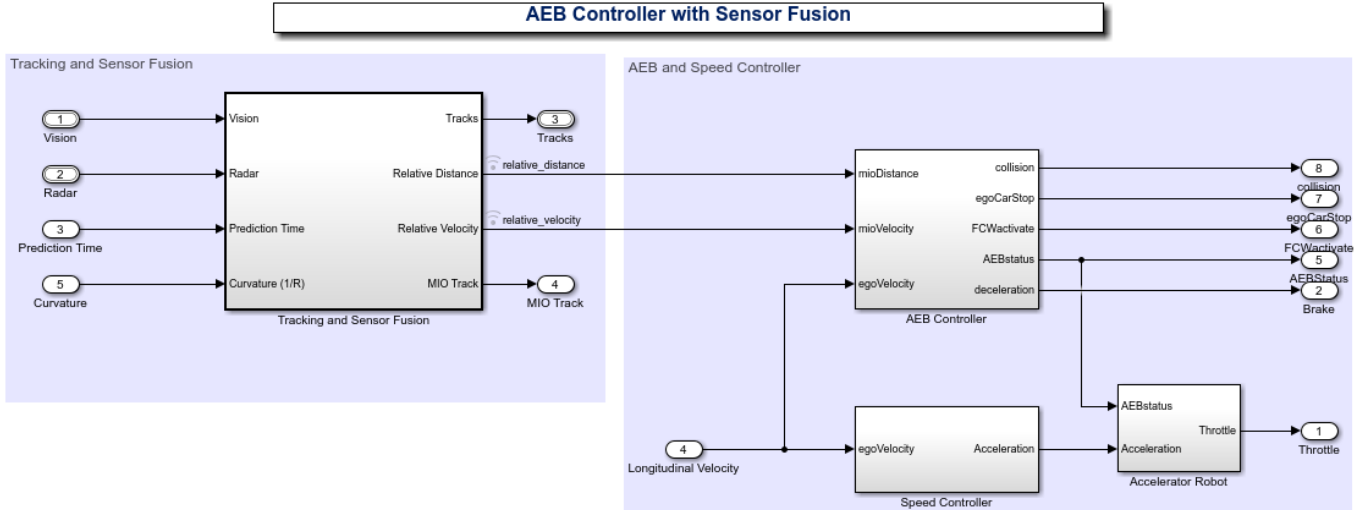 AEB Controller with Sensor Fusion
Tracking and Sensor Fusion
1
Vision
2
Radar
3
Prediction Time
5
Curvature
Vision
Radar
Prediction Time
Curvature (1/R)
Tracks
Relative Distance
Relative Velocity
MIO Track
Tracking and Sensor Fusion
3
Tracks
relative_distance
relative_velocity
4
MIO Track
AEB and Speed Controller
mioDistance
mioVelocity
egoVelocity
collision
egoCarStop
FCWactivate
AEBstatus
deceleration
AEB Controller
8
collision
7
egoCarStop
6
FCWactivate
5
AEBStatus
2
Brake
4
Longitudinal Velocity
egoVelocity
Acceleration
Speed Controller
AEBstatus
Acceleration
Throttle
Accelerator Robot
1
Throttle